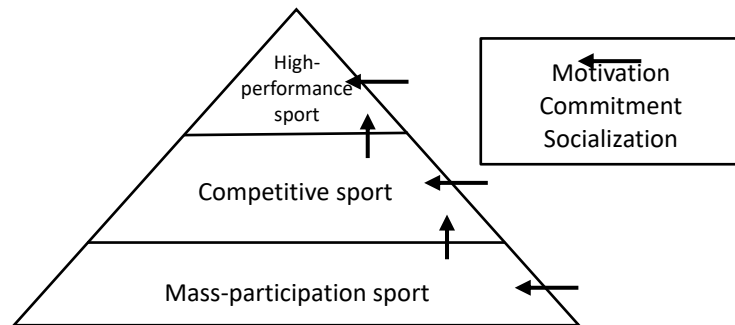 High-
performance
sport
Motivation
Commitment
Socialization
Competitive sport
Mass-participation sport